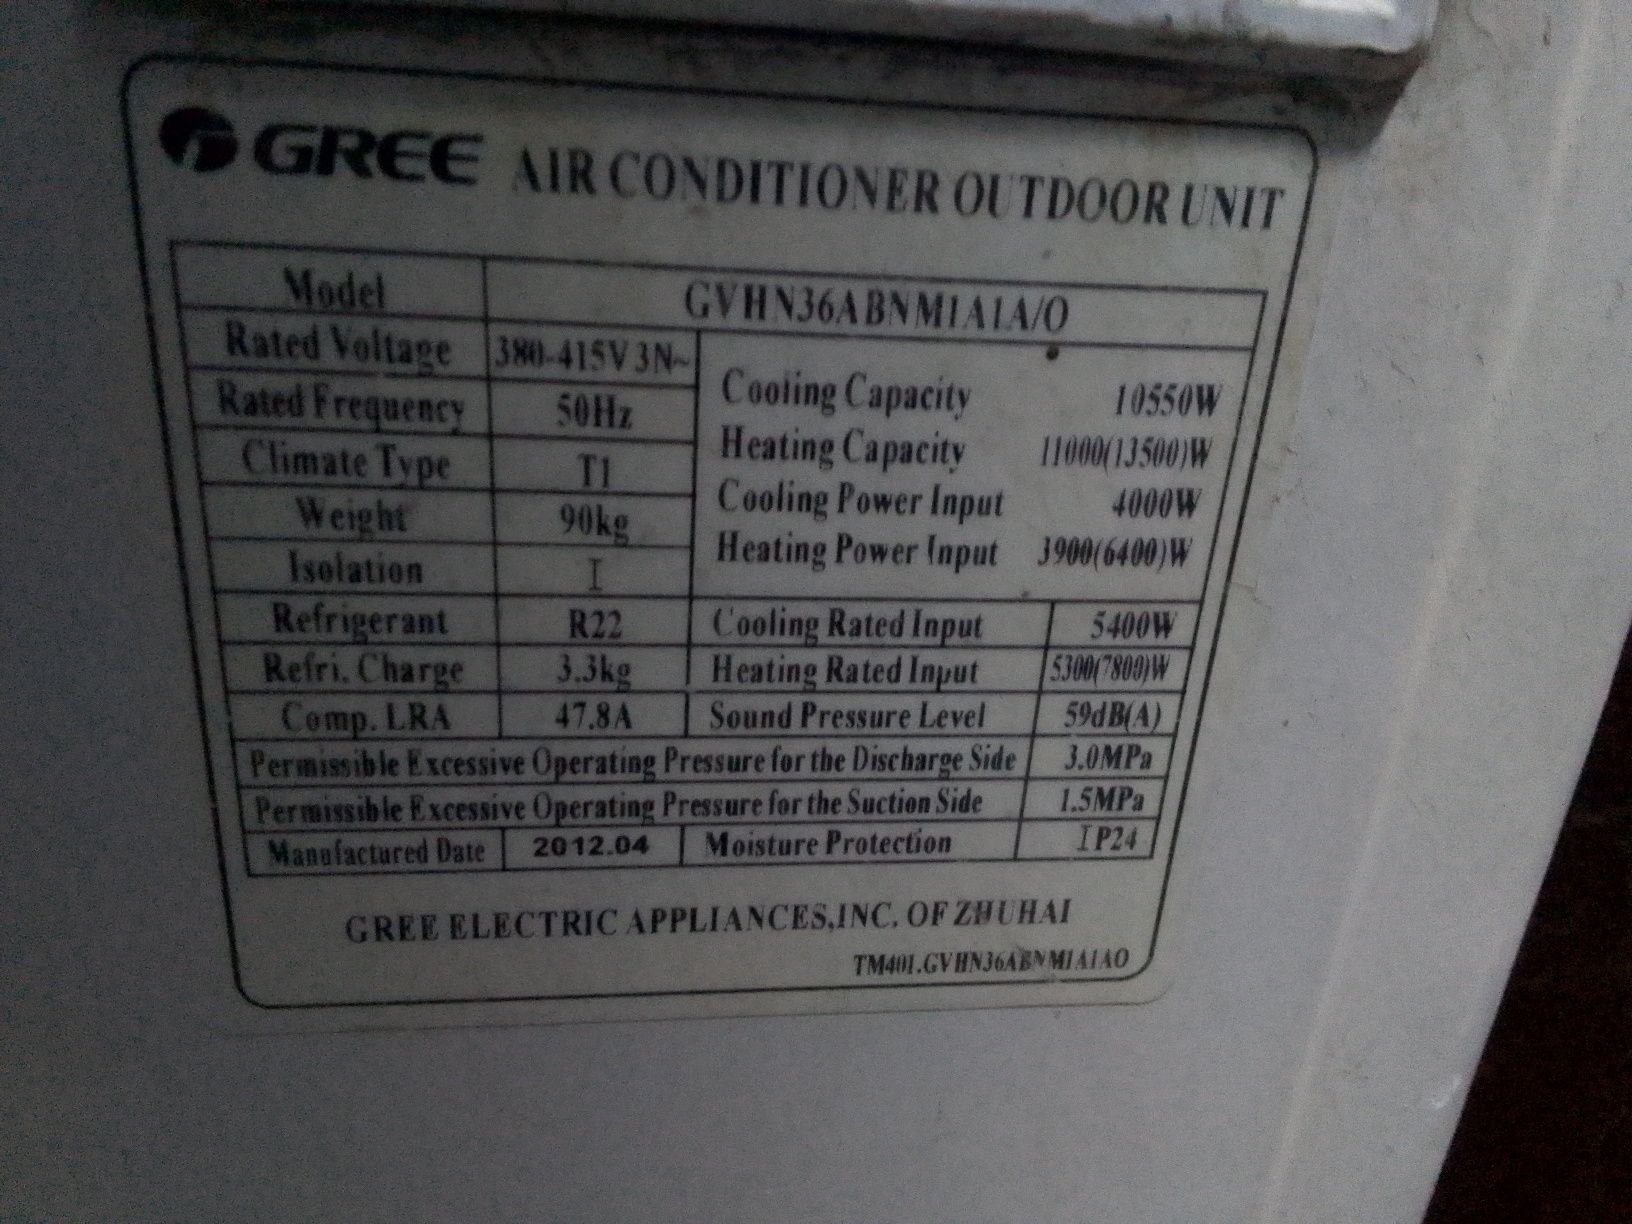 GREE AIR CONDITIONER OUTDOOR UNIT
Model GVHN36ABNM1A1A/O
Rated Voltage 380-415V 3N~
Rated Frequency 50Hz
Climate Type T1
Weight 90kg
Isolation I
Cooling Capacity 10550W
Heating Capacity 11000(13500)W
Cooling Power Input 4000W
Heating Power Input 3900(6400)W
Refrigerant R22 Cooling Rated Input 5400W
Refri. Charge 3.3kg Heating Rated Input 5300(7800)W
Comp. LRA 47.8A Sound Pressure Level 59dB(A)
Permissible Excessive Operating Pressure for the Discharge Side 3.0MPa
Permissible Excessive Operating Pressure for the Suction Side 1.5MPa
Manufactured Date 2012.04 Moisture Protection IP24
GREE ELECTRIC APPLIANCES,INC. OF ZHUHAI
TM401.GVHN36ABNM1A1AO